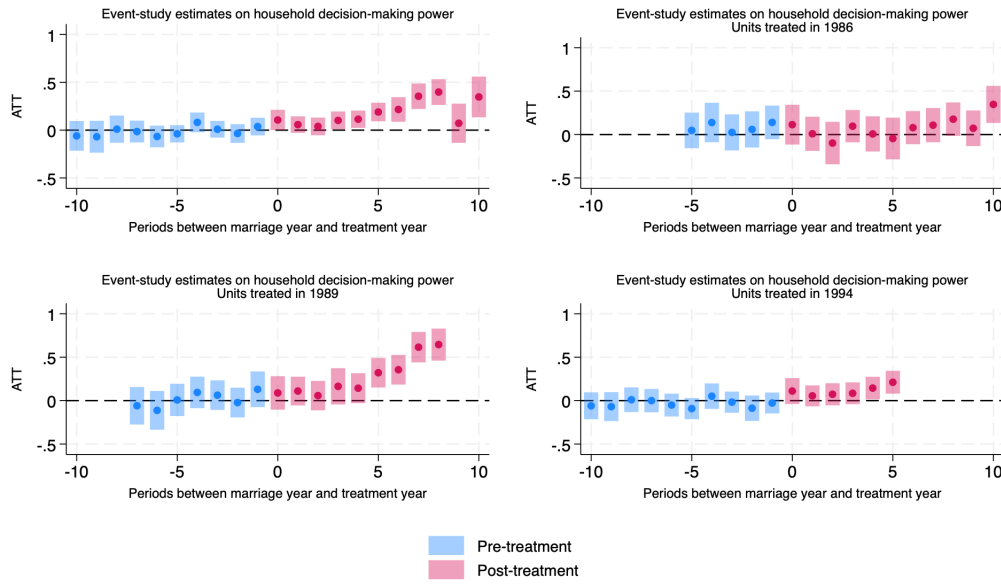 Event-study estimates on household decision-making power
1
.5
0
-.5
ATT
-10
-5
0
5
10
Periods between marriage year and treatment year
Event-study estimates on household decision-making power
Units treated in 1986
1
.5
0
-.5
ATT
-10
-5
0
5
10
Periods between marriage year and treatment year
Event-study estimates on household decision-making power
Units treated in 1989
1
.5
0
-.5
ATT
-10
-5
0
5
10
Periods between marriage year and treatment year
Event-study estimates on household decision-making power
Units treated in 1994
1
.5
0
-.5
ATT
-10
-5
0
5
10
Periods between marriage year and treatment year
Pre-treatment
Post-treatment